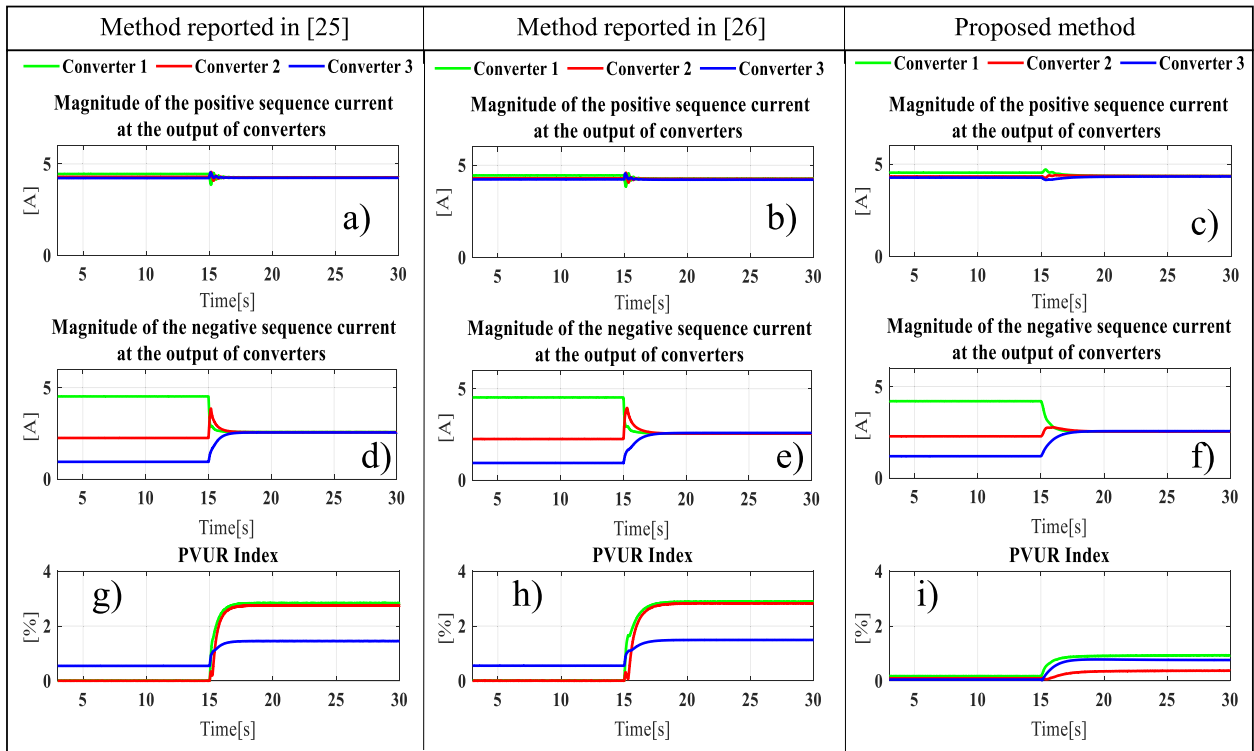 Method reported in [25]
Method reported in [26]
Proposed method
Converter 1 Converter 2 Converter 3
Converter 1 Converter 2 Converter 3
Converter 1 Converter 2 Converter 3
Magnitude of the positive sequence current
at the output of converters
[A]
5
0
a)
5 10 15 20 25 30
Time[s]
Magnitude of the positive sequence current
at the output of converters
[A]
5
0
b)
5 10 15 20 25 30
Time[s]
Magnitude of the positive sequence current
at the output of converters
[A]
5
0
c)
5 10 15 20 25 30
Time[s]
Magnitude of the negative sequence current
at the output of converters
[A]
5
0
d)
5 10 15 20 25 30
Time[s]
Magnitude of the negative sequence current
at the output of converters
[A]
5
0
e)
5 10 15 20 25 30
Time[s]
Magnitude of the negative sequence current
at the output of converters
[A]
5
0
f)
5 10 15 20 25 30
Time[s]
PVUR Index
[%]
4
2
0
g)
5 10 15 20 25 30
Time[s]
PVUR Index
[%]
4
2
0
h)
5 10 15 20 25 30
Time[s]
PVUR Index
[%]
4
2
0
i)
5 10 15 20 25 30
Time[s]